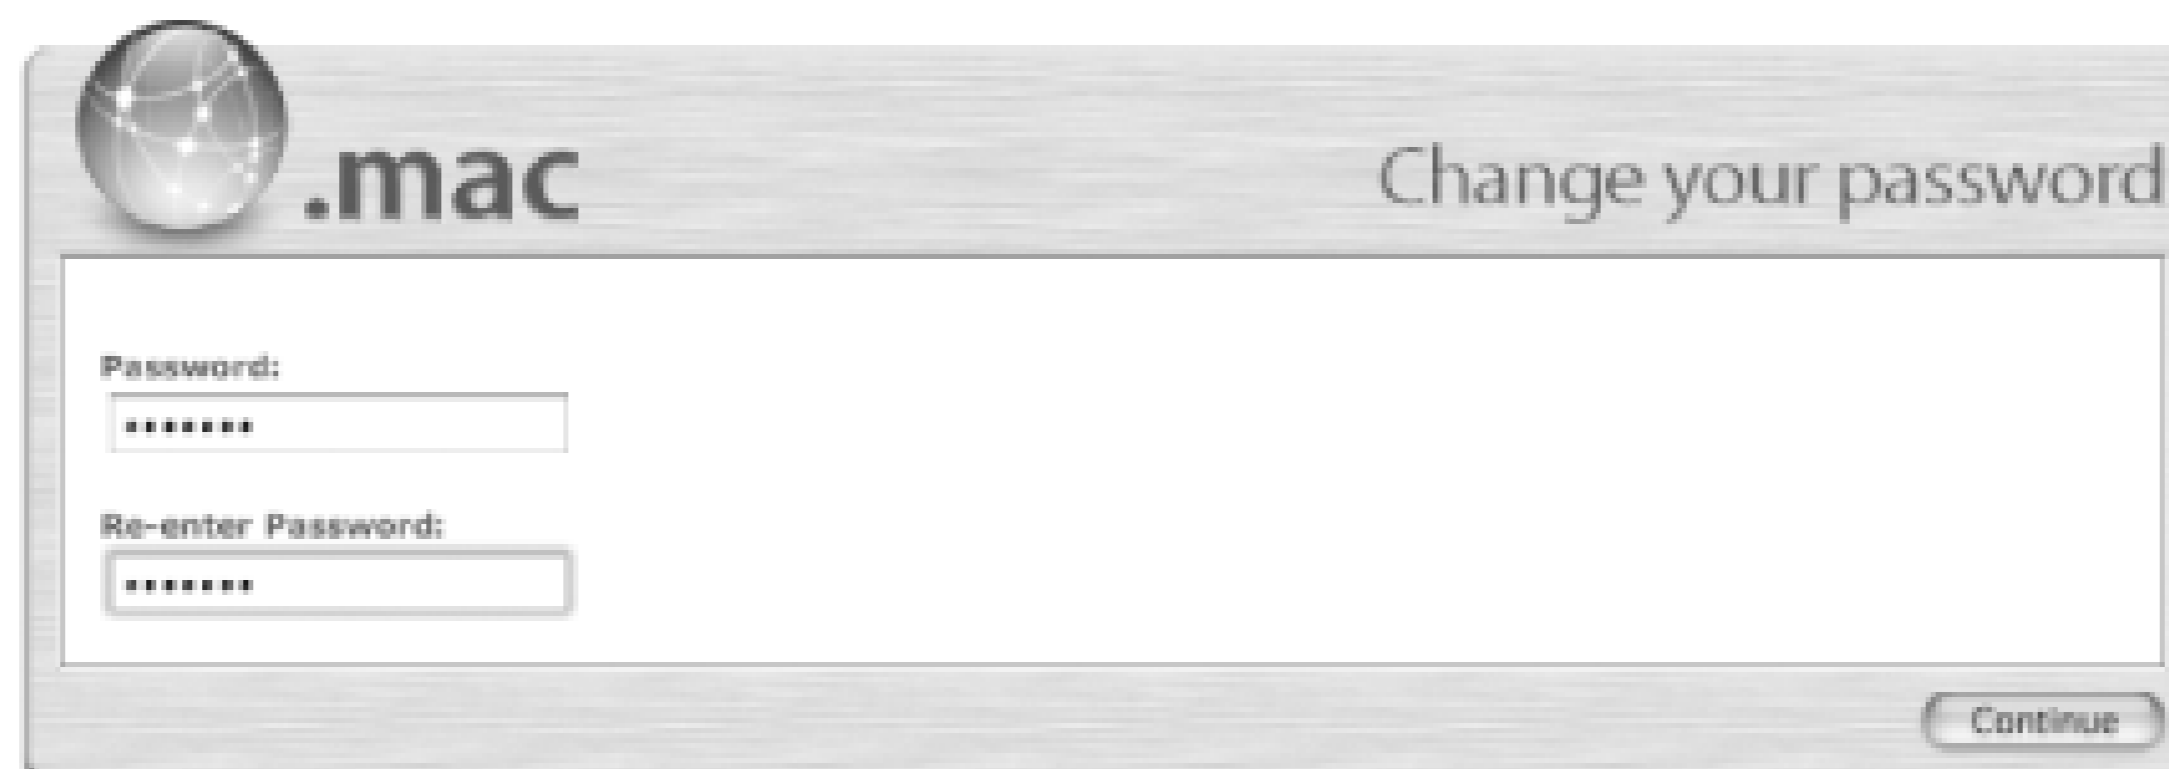 .mac
Change your password
Password:
•••••••
Re-enter Password:
•••••••
Continue